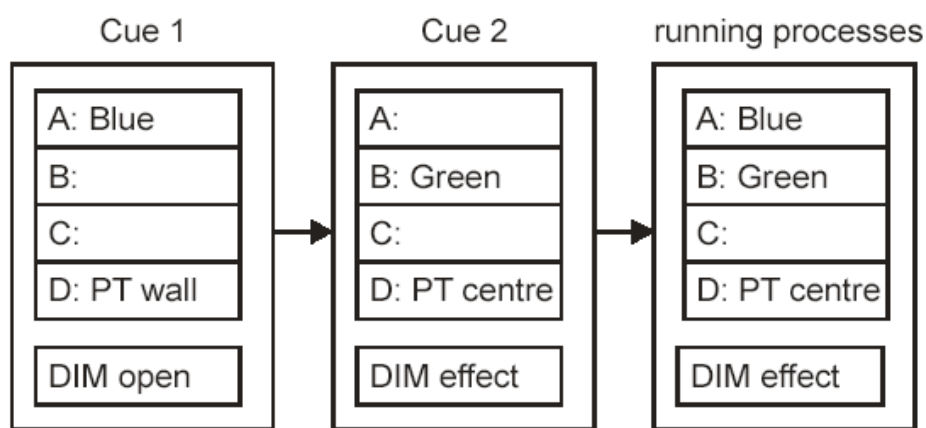 Cue 1
A: Blue
B:
C:
D: PT wall
DIM open
Cue 2
A:
B: Green
C:
D: PT centre
DIM effect
running processes
A: Blue
B: Green
C:
D: PT centre
DIM effect